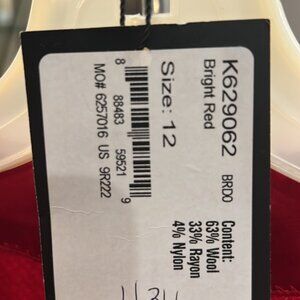 K629062 BRDO
Bright Red
Content:
63% Wool
33% Rayon
4% Nylon
Size: 12
8 88483 59521 9
MO# 6257016 US 9R222